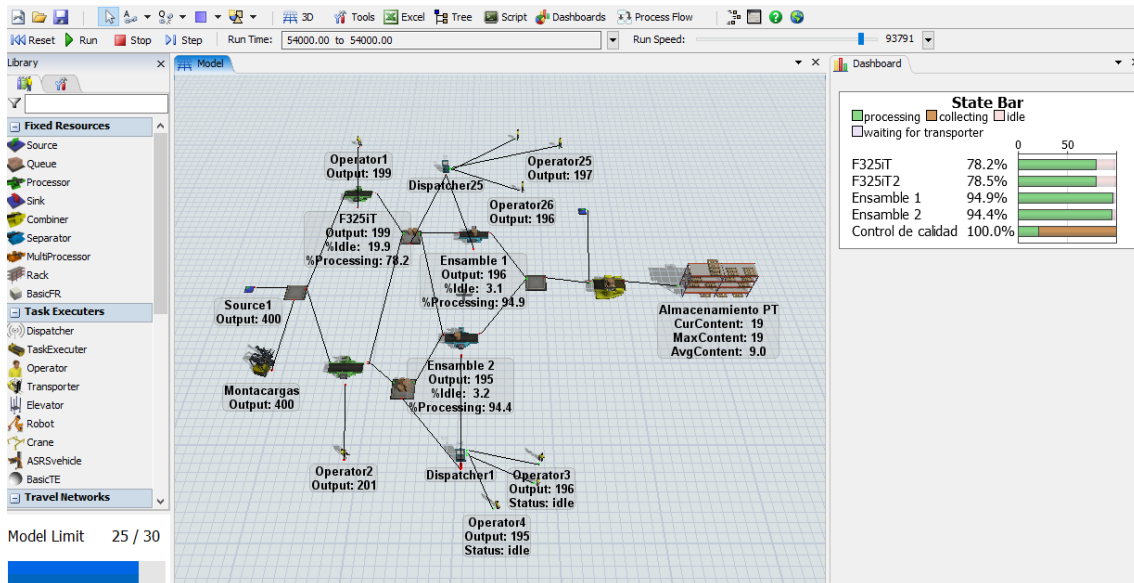 3D Tools Excel Tree Script Dashboards Process Flow
Reset Run Stop Step Run Time: 54000.00 to 54000.00 Run Speed: 93791
Library
Fixed Resources
Source
Queue
Processor
Sink
Combiner
Separator
MultiProcessor
Rack
BasicFR
Task Executers
Dispatcher
TaskExecuter
Operator
Transporter
Elevator
Robot
Crane
ASRSvehicle
BasicTE
Travel Networks
Model Limit 25 / 30
Model
Operator1
Output: 199
Dispatcher25
Operator25
Output: 197
Operator26
Output: 196
F325iT
Output: 199
%Idle: 19.9
%Processing: 78.2
Ensamble 1
Output: 196
%Idle: 3.1
%Processing: 94.9
Source1
Output: 400
Almacenamiento PT
CurContent: 19
MaxContent: 19
AvgContent: 9.0
Ensamble 2
Output: 195
%Idle: 3.2
%Processing: 94.4
Montacargas
Output: 400
Operator2
Output: 201
Dispatcher1
Operator3
Output: 196
Status: idle
Operator4
Output: 195
Status: idle
Dashboard
State Bar
processing collecting idle
waiting for transporter
0 50
F325iT 78.2%
F325iT2 78.5%
Ensamble 1 94.9%
Ensamble 2 94.4%
Control de calidad 100.0%